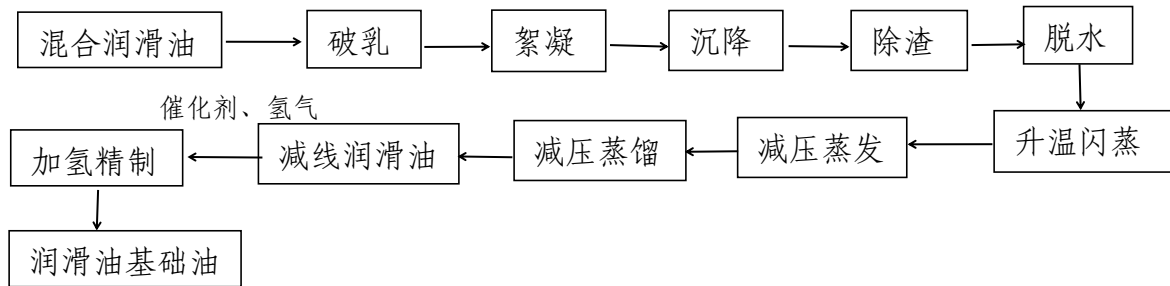 混合润滑油
破乳
絮凝
沉降
除渣
脱水
升温闪蒸
减压蒸发
减压蒸馏
减线润滑油
催化剂、氢气
加氢精制
润滑油基础油